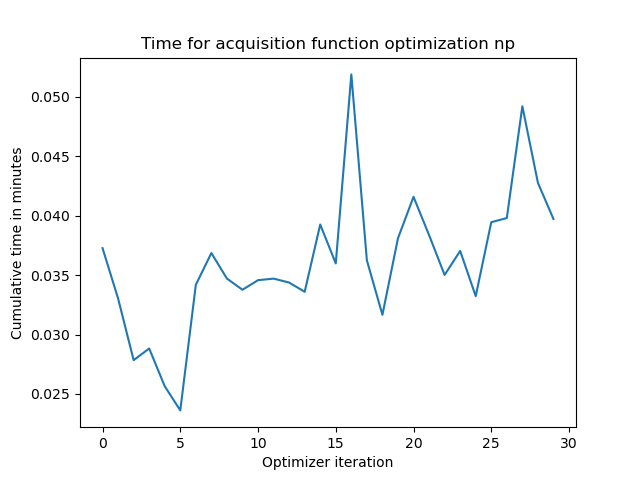 Time for acquisition function optimization np
Cumulative time in minutes
0.050
0.045
0.040
0.035
0.030
0.025
0 5 10 15 20 25 30
Optimizer iteration